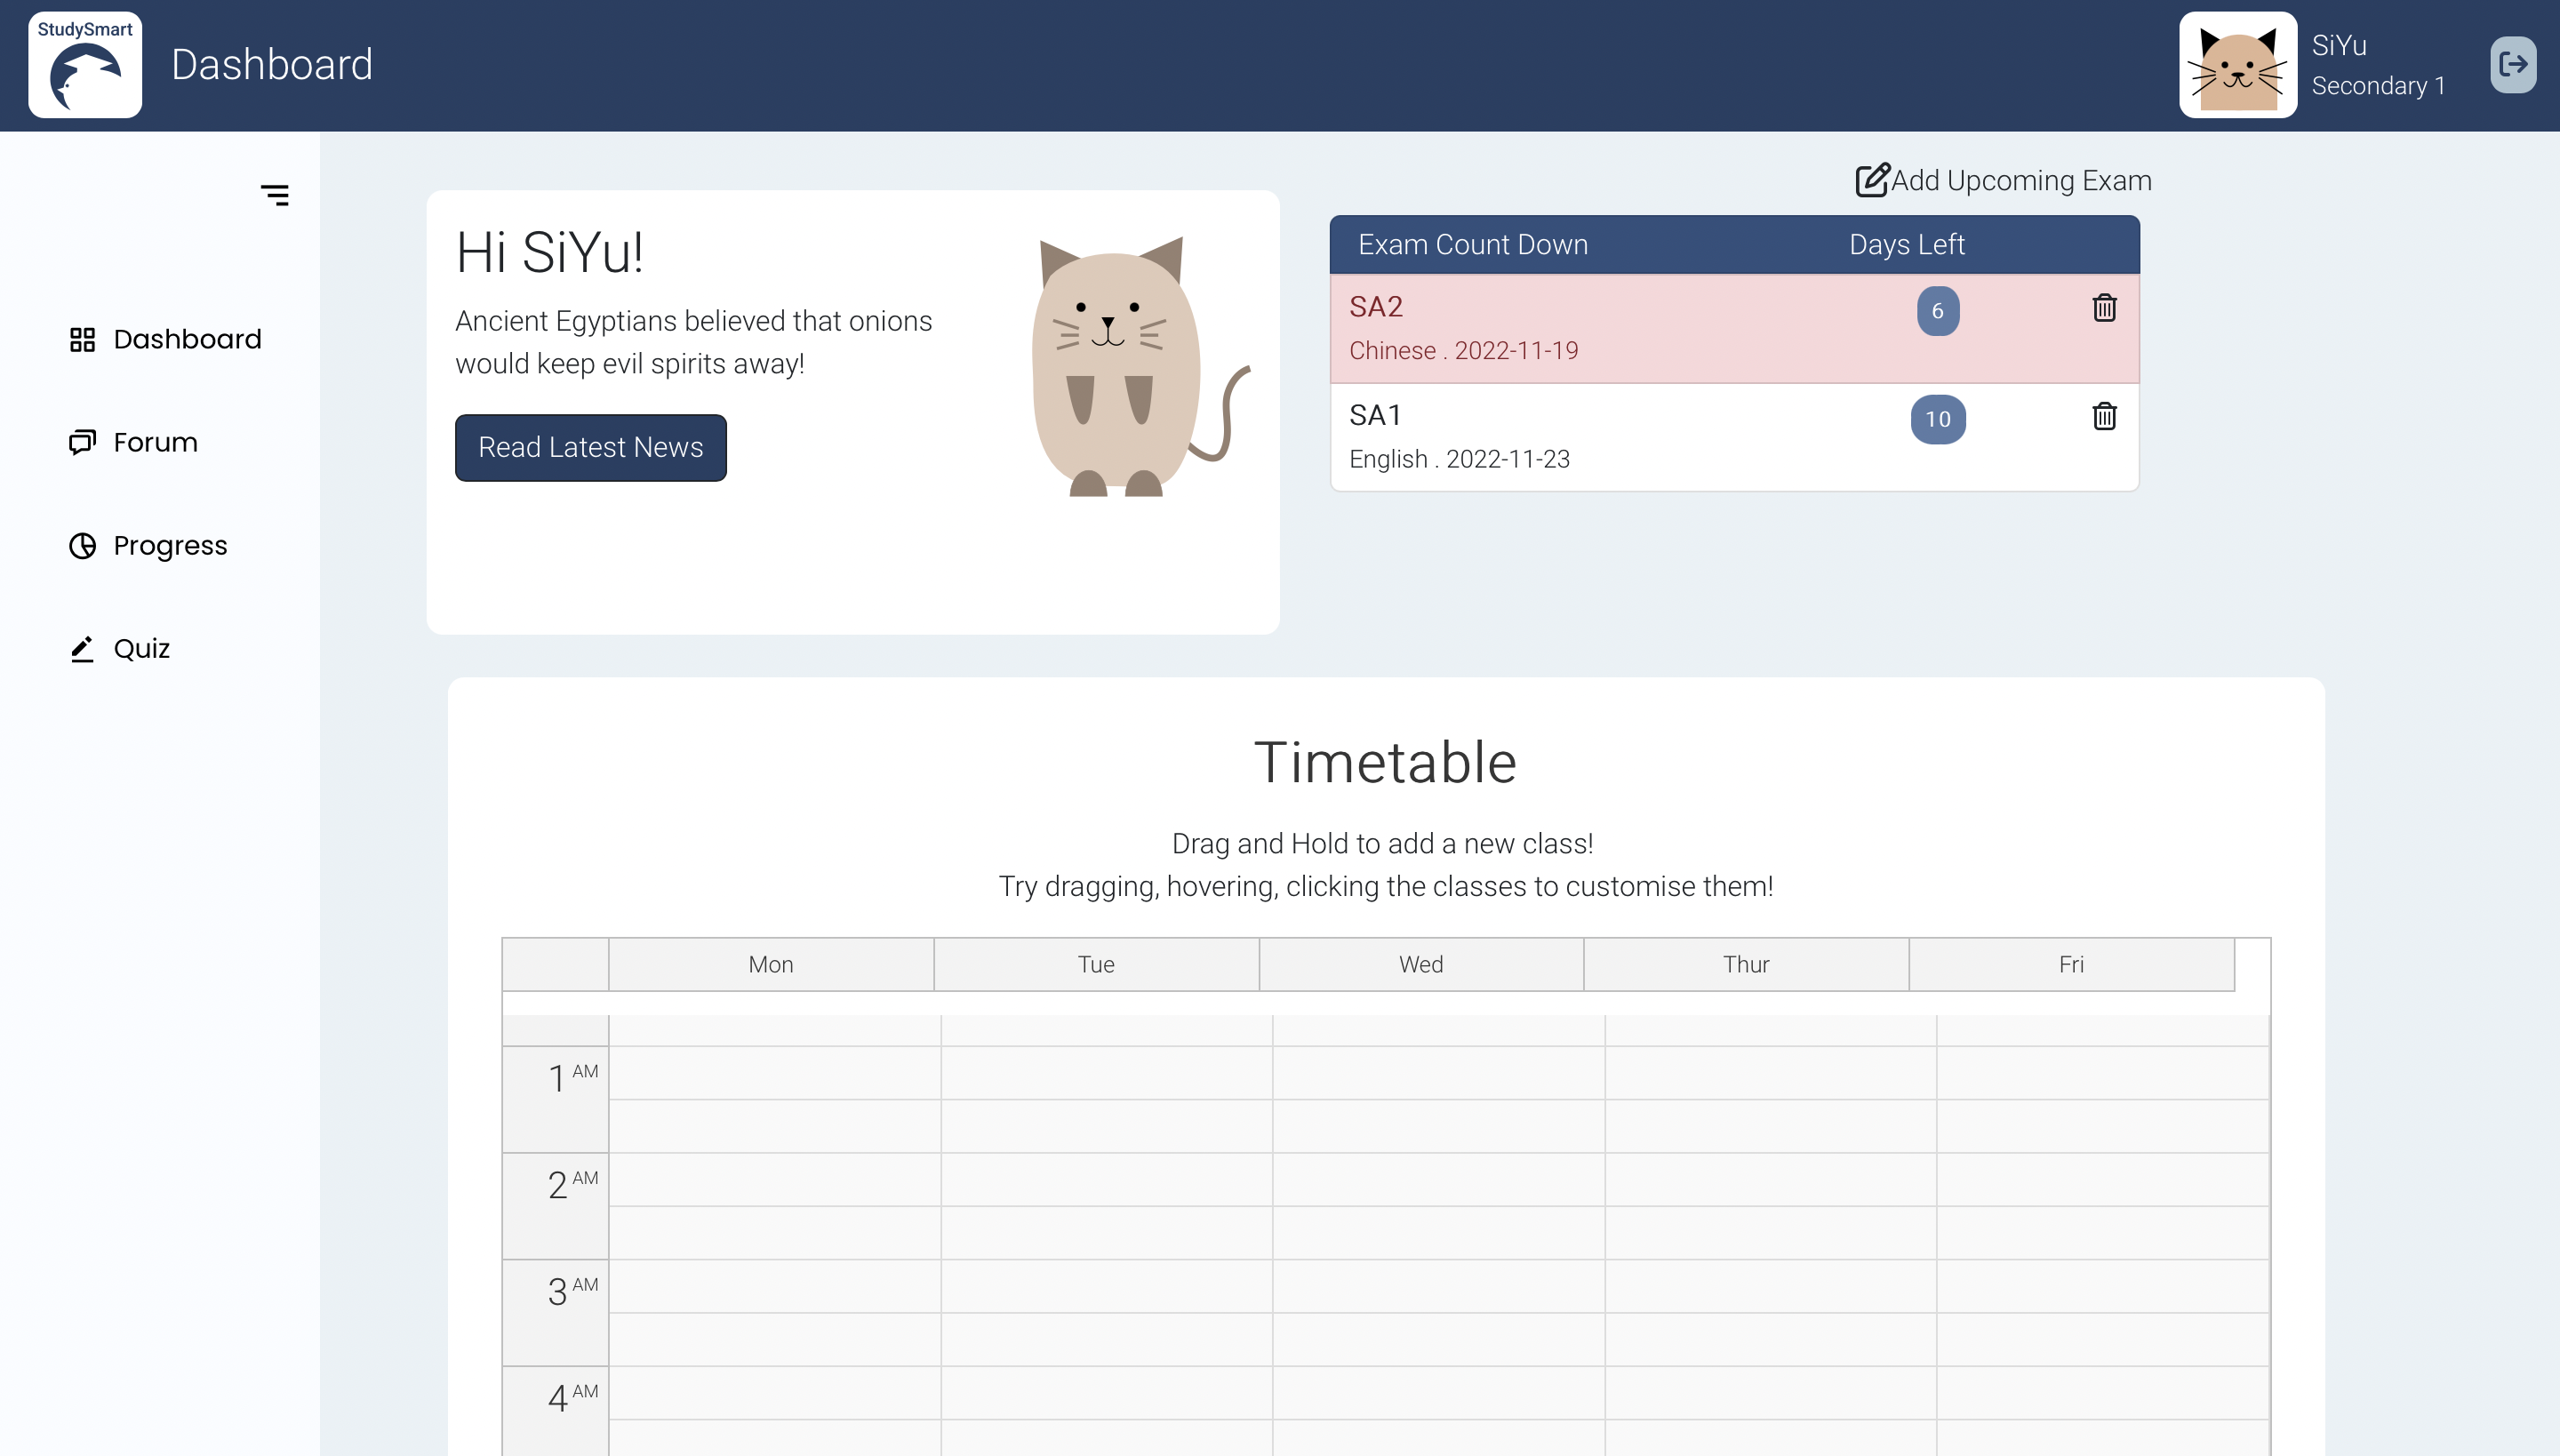 StudySmart
Dashboard
SiYu
Secondary 1
Dashboard
Forum
Progress
Quiz
Hi SiYu!
Ancient Egyptians believed that onions
would keep evil spirits away!
Read Latest News
Add Upcoming Exam
Exam Count Down Days Left
SA2 6
Chinese . 2022-11-19
SA1 10
English . 2022-11-23
Timetable
Drag and Hold to add a new class!
Try dragging, hovering, clicking the classes to customise them!
Mon Tue Wed Thur Fri
1 AM
2 AM
3 AM
4 AM